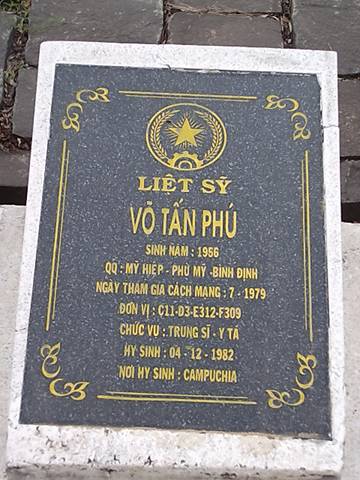 LIỆT SỸ
VÕ TẤN PHÚ
SINH NĂM : 1956
QQ : MỸ HIỆP - PHÙ MỸ -BÌNH ĐỊNH
NGÀY THAM GIA CÁCH MẠNG : 7 - 1979
ĐƠN VỊ : C11-D3-E312-F309
CHỨC VỤ : TRUNG SĨ - Y TÁ
HY SINH : 04 - 12 - 1982
NƠI HY SINH : CAMPUCHIA